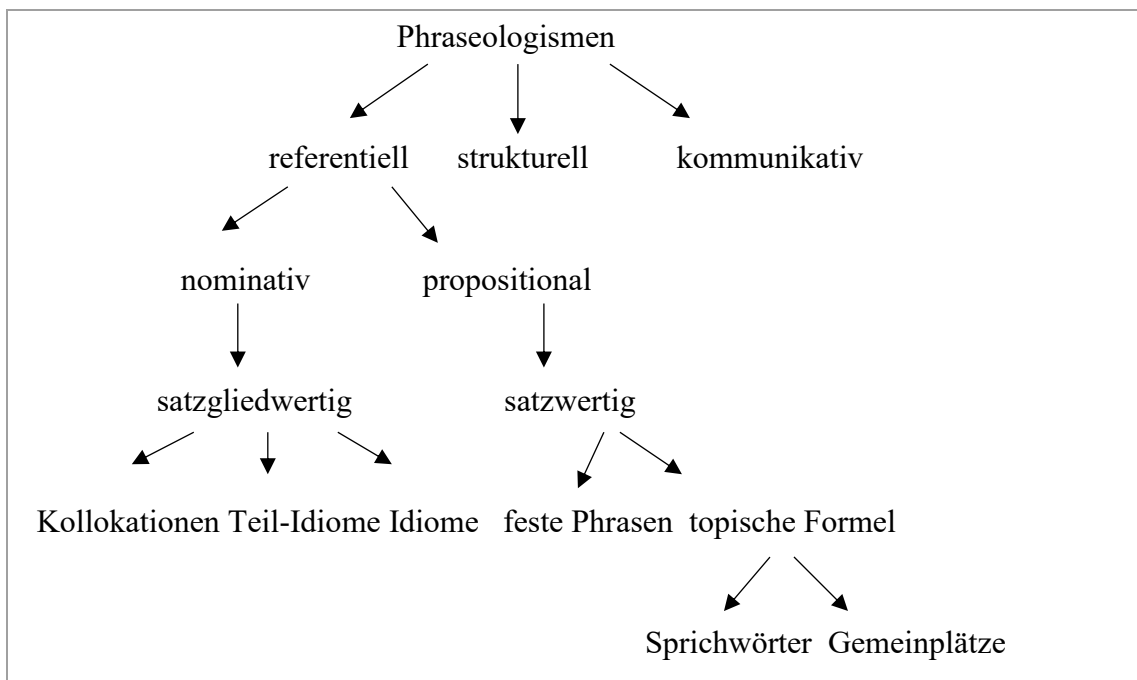 Phraseologismen
referentiell strukturell kommunikativ
nominativ propositional
satzgliedwertig satzwertig
Kollokationen Teil-Idiome Idiome feste Phrasen topische Formel
Sprichwörter Gemeinplätze